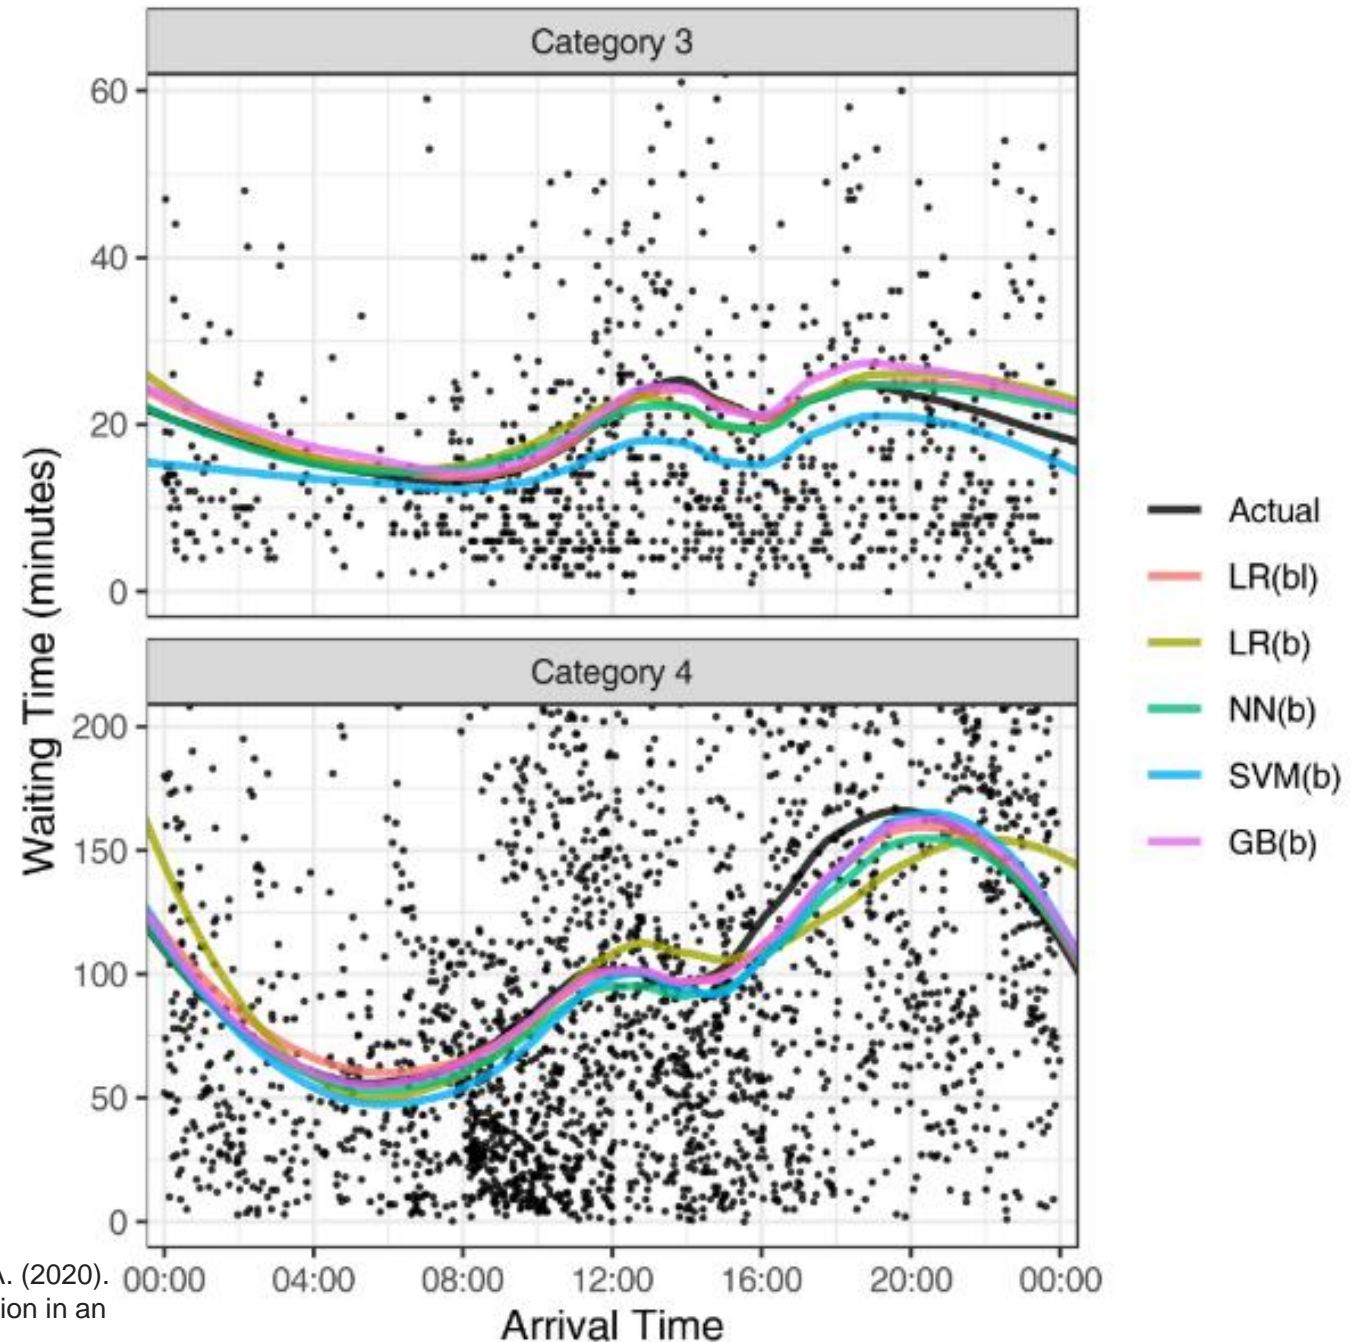 Category 3
60
40
20
0
Category 4
200
150
100
50
0
Waiting Time (minutes)
00:00 04:00 08:00 12:00 16:00 20:00 00:00
Arrival Time
Actual
LR(bl)
LR(b)
NN(b)
SVM(b)
GB(b)
A. (2020).
ion in an